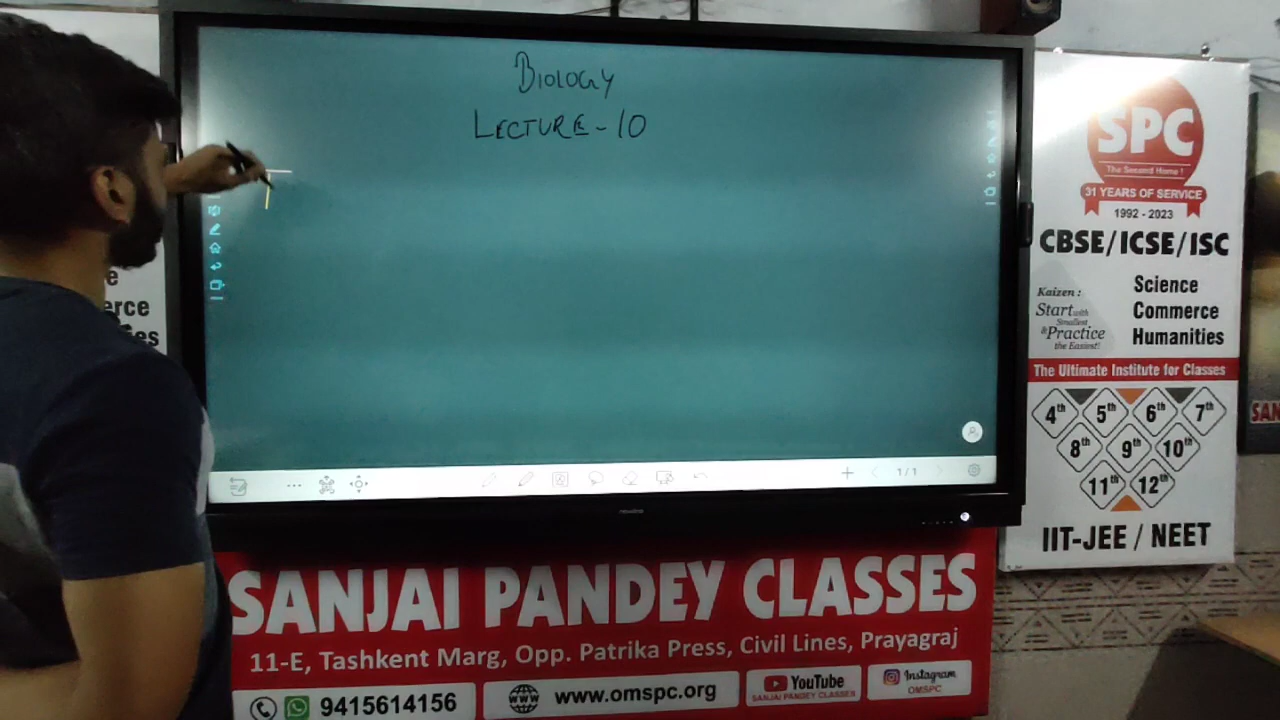 Biology
Lecture - 10
SPC
The Second Home !
31 YEARS OF SERVICE
1992 - 2023
CBSE/ICSE/ISC
Kaizen :
Start with
Smallest
& Practice
the Easiest!
Science
Commerce
Humanities
The Ultimate Institute for Classes
4th 5th 6th 7th
8th 9th 10th
11th 12th
IIT-JEE / NEET
1/1
SANJAI PANDEY CLASSES
11-E, Tashkent Marg, Opp. Patrika Press, Civil Lines, Prayagraj
9415614156
www.omspc.org
YouTube
SANJAI PANDEY CLASSES
Instagram
OMSPC